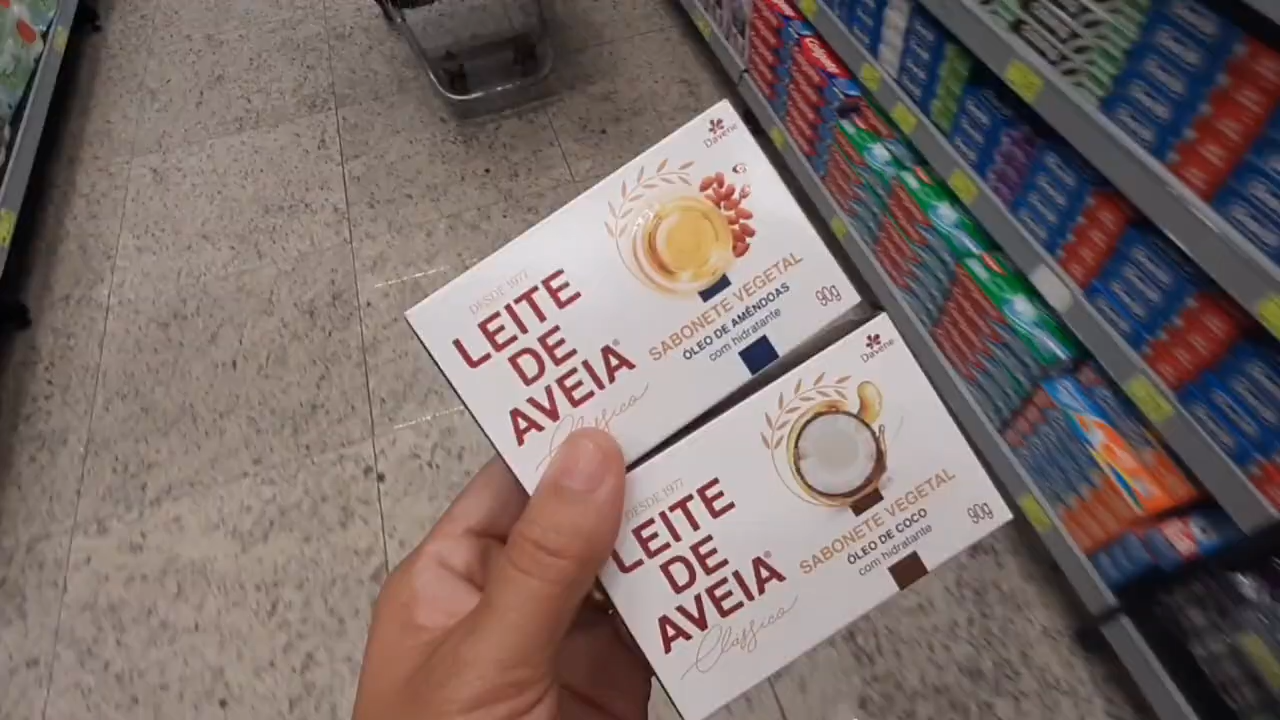 Davene
DESDE 1977
LEITE
DE
AVEIA®
Clássico
SABONETE VEGETAL
ÓLEO DE AMÊNDOAS
com hidratante
90g
Davene
DESDE 1977
LEITE
DE
AVEIA®
Clássico
SABONETE VEGETAL
ÓLEO DE COCO
com hidratante
90g
Colgate